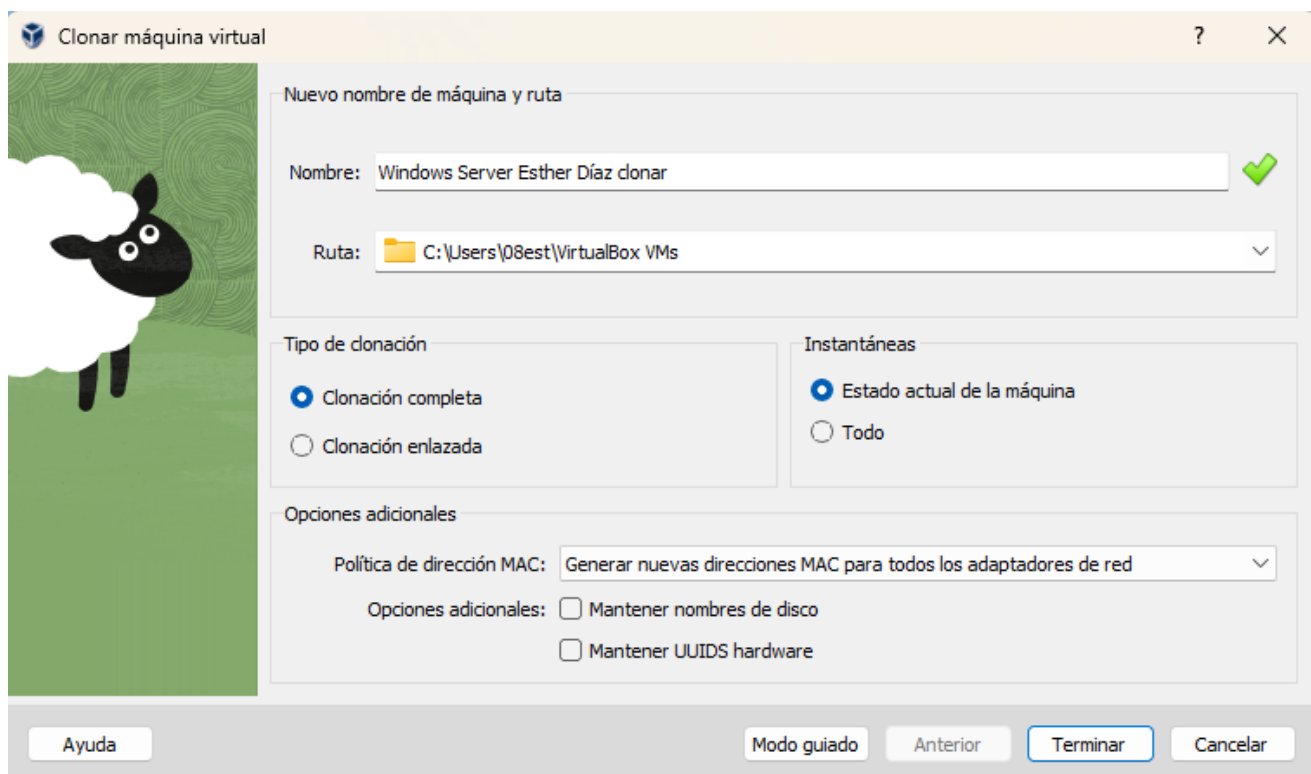 Clonar máquina virtual
?
Nuevo nombre de máquina y ruta
Nombre: Windows Server Esther Díaz clonar
Ruta: C:\Users\08est\VirtualBox VMs
Tipo de clonación
Clonación completa
Clonación enlazada
Instantáneas
Estado actual de la máquina
Todo
Opciones adicionales
Política de dirección MAC: Generar nuevas direcciones MAC para todos los adaptadores de red
Opciones adicionales: Mantener nombres de disco
Mantener UUIDS hardware
Ayuda Modo guiado Anterior Terminar Cancelar